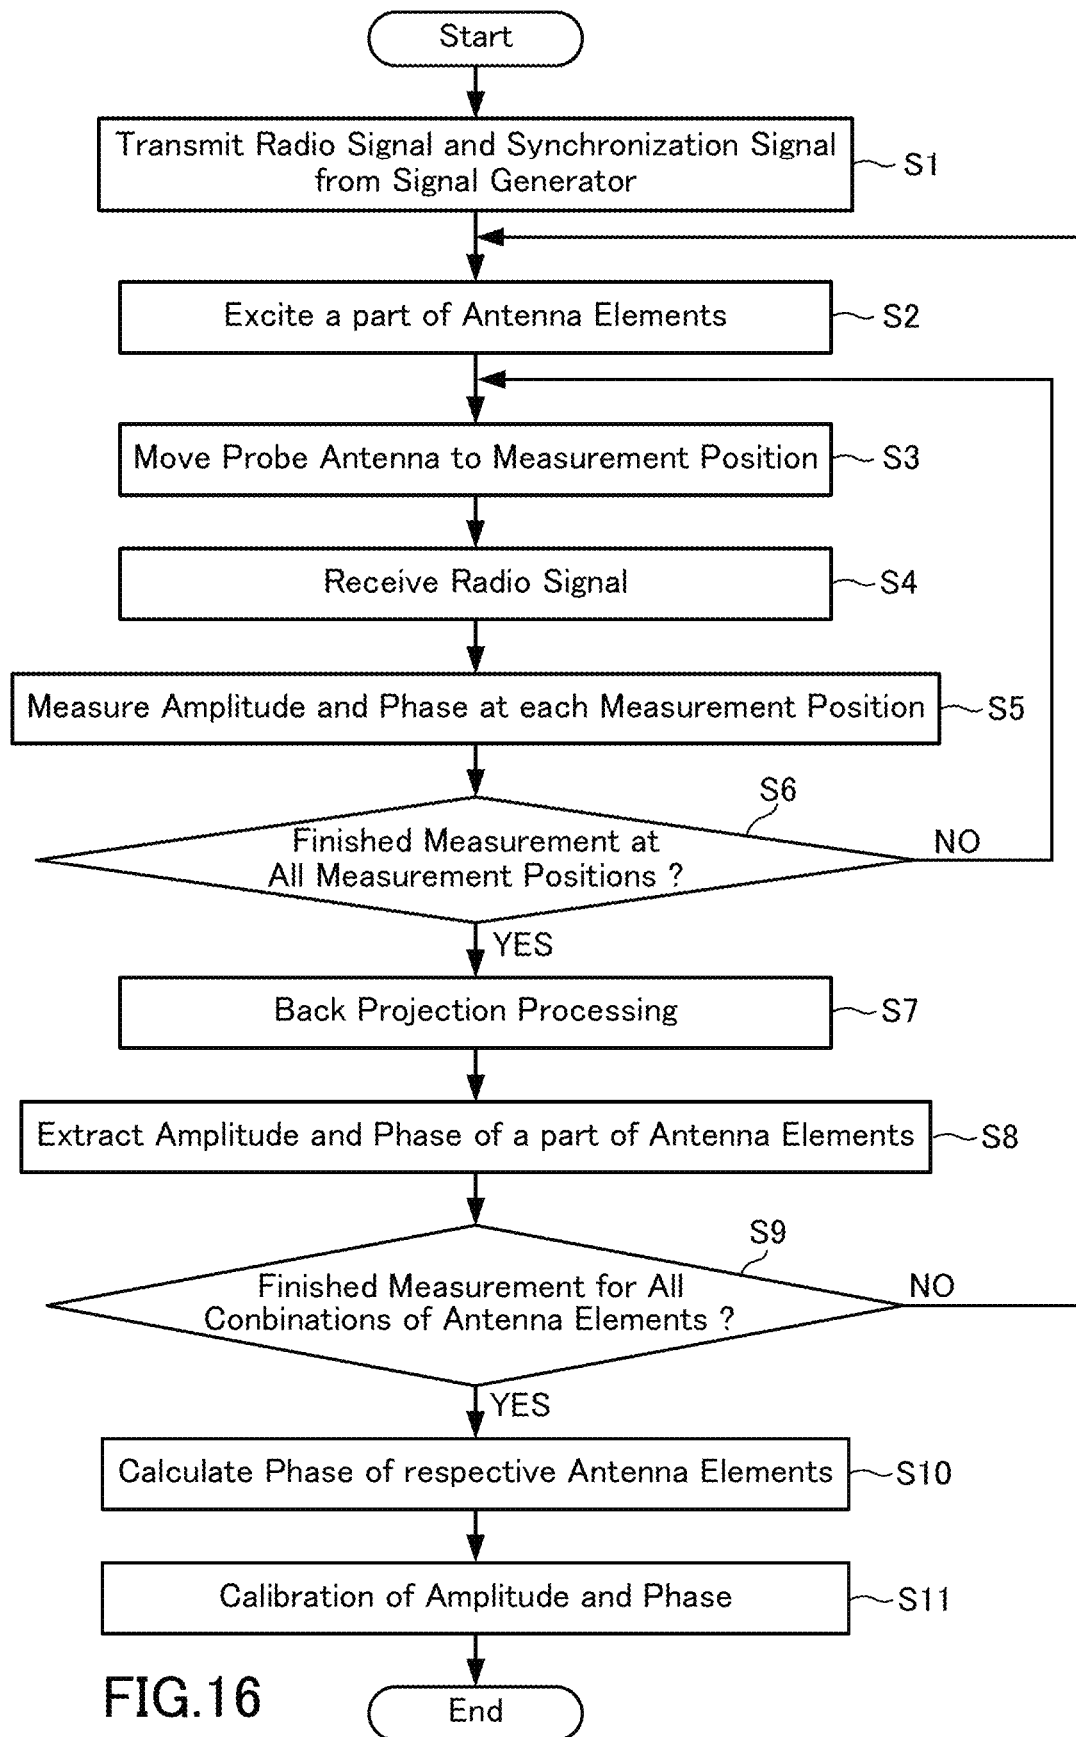 Start
Transmit Radio Signal and Synchronization Signal
from Signal Generator
S1
Excite a part of Antenna Elements
S2
Move Probe Antenna to Measurement Position
S3
Receive Radio Signal
S4
Measure Amplitude and Phase at each Measurement Position
S5
S6
Finished Measurement at
All Measurement Positions ?
NO
YES
Back Projection Processing
S7
Extract Amplitude and Phase of a part of Antenna Elements
S8
S9
Finished Measurement for All
Conbinations of Antenna Elements ?
NO
YES
Calculate Phase of respective Antenna Elements
S10
Calibration of Amplitude and Phase
S11
FIG.16
End